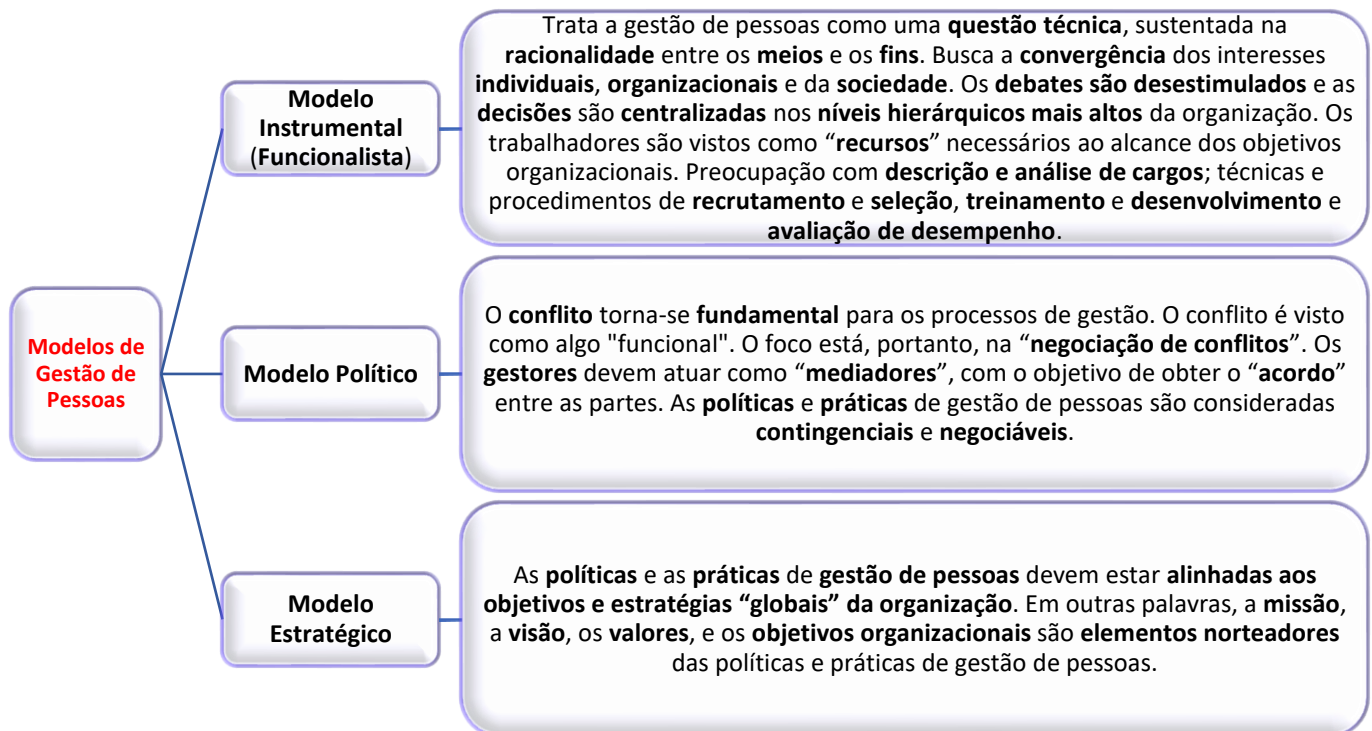 Modelos de
Gestão de
Pessoas
Modelo
Instrumental
(Funcionalista)
Trata a gestão de pessoas como uma questão técnica, sustentada na
racionalidade entre os meios e os fins. Busca a convergência dos interesses
individuais, organizacionais e da sociedade. Os debates são desestimulados e as
decisões são centralizadas nos níveis hierárquicos mais altos da organização. Os
trabalhadores são vistos como “recursos” necessários ao alcance dos objetivos
organizacionais. Preocupação com descrição e análise de cargos; técnicas e
procedimentos de recrutamento e seleção, treinamento e desenvolvimento e
avaliação de desempenho.
Modelo Político
O conflito torna-se fundamental para os processos de gestão. O conflito é visto
como algo "funcional". O foco está, portanto, na “negociação de conflitos”. Os
gestores devem atuar como “mediadores”, com o objetivo de obter o “acordo”
entre as partes. As políticas e práticas de gestão de pessoas são consideradas
contingenciais e negociáveis.
Modelo
Estratégico
As políticas e as práticas de gestão de pessoas devem estar alinhadas aos
objetivos e estratégias “globais” da organização. Em outras palavras, a missão,
a visão, os valores, e os objetivos organizacionais são elementos norteadores
das políticas e práticas de gestão de pessoas.